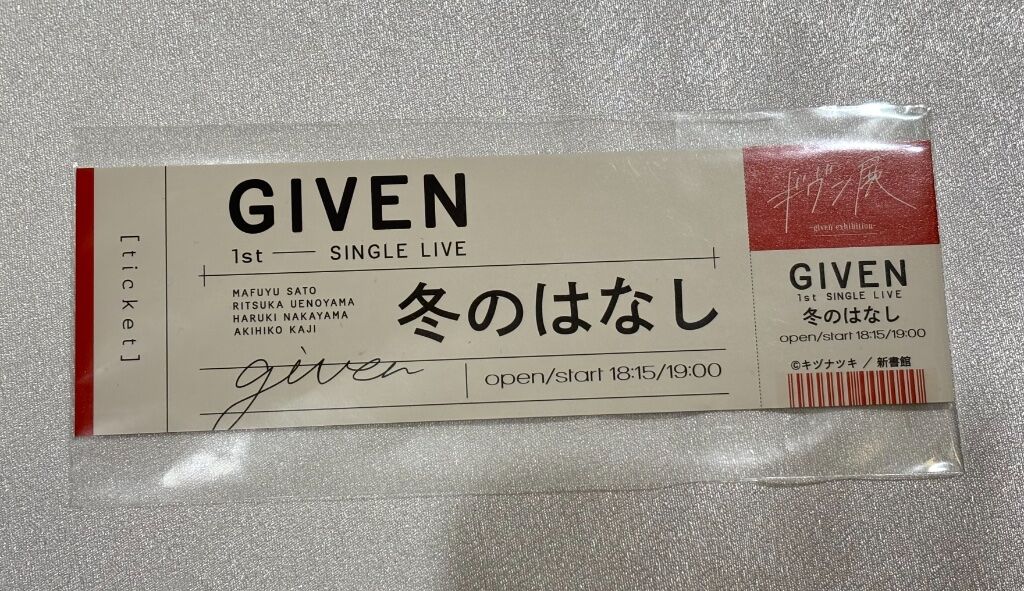 [ticket]
GIVEN
1st — SINGLE LIVE
MAFUYU SATO
RITSUKA UENOYAMA
HARUKI NAKAYAMA
AKIHIKO KAJI
冬のはなし
given
open/start 18:15/19:00
ギヴン展
-given exhibition-
GIVEN
1st SINGLE LIVE
冬のはなし
open/start 18:15/19:00
©キヅナツキ／新書館